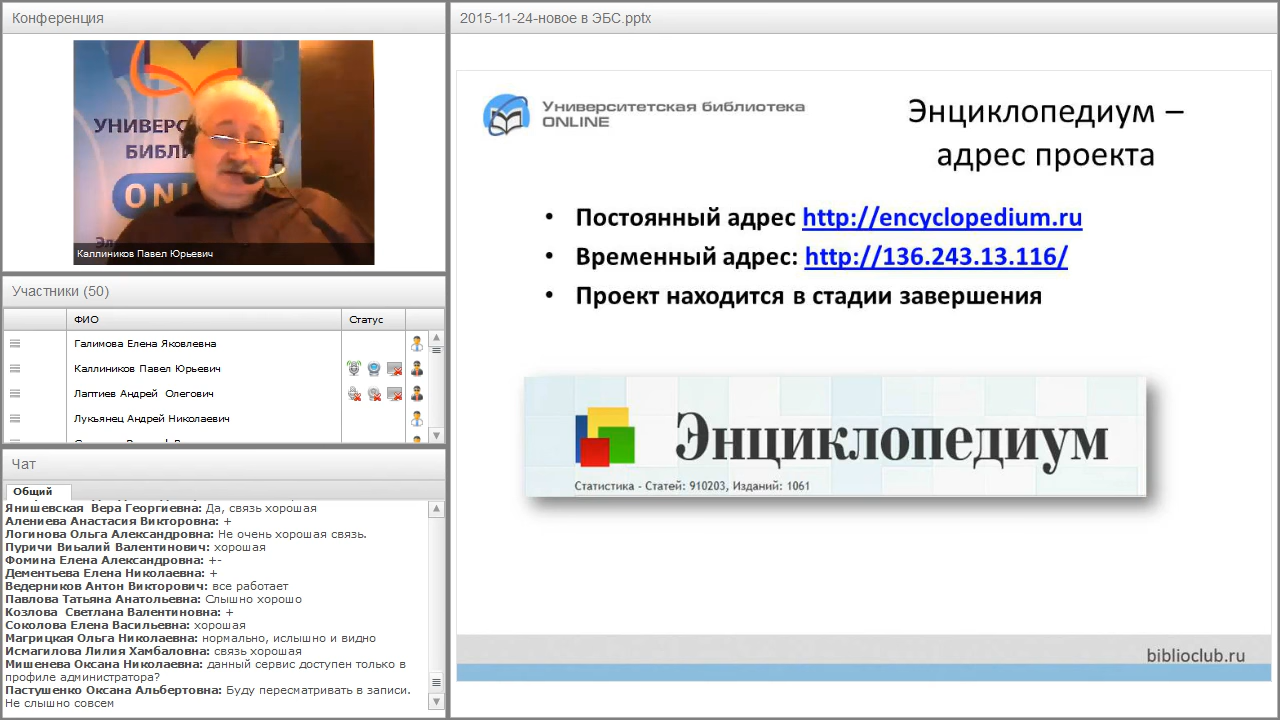 Конференция
УНИВЕРС
БИБЛИ
ONL
Каллиников Павел Юрьевич
Участники (50)
ФИО
Статус
Галимова Елена Яковлевна
Каллиников Павел Юрьевич
Лаптиев Андрей Олегович
Лукьянец Андрей Николаевич
Чат
Общий
Янишевская Вера Георгиевна: Да, связь хорошая
Алениева Анастасия Викторовна: +
Логинова Ольга Александровна: Не очень хорошая связь.
Пуричи Виьалий Валентинович: хорошая
Фомина Елена Александровна: +-
Дементьева Елена Николаевна: +
Ведерников Антон Викторович: все работает
Павлова Татьяна Анатольевна: Слышно хорошо
Козлова Светлана Валентиновна: +
Соколова Елена Васильевна: хорошая
Магрицкая Ольга Николаевна: нормально, ислышно и видно
Исмагилова Лилия Хамбаловна: связь хорошая
Мишенева Оксана Николаевна: данный сервис доступен только в
профиле администратора?
Пастушенко Оксана Альбертовна: Буду пересматривать в записи.
Не слышно совсем
2015-11-24-новое в ЭБС.pptx
Университетская библиотека
ONLINE
Энциклопедиум –
адрес проекта
• Постоянный адрес http://encyclopedium.ru
• Временный адрес: http://136.243.13.116/
• Проект находится в стадии завершения
Энциклопедиум
Статистика - Статей: 910203, Изданий: 1061
biblioclub.ru